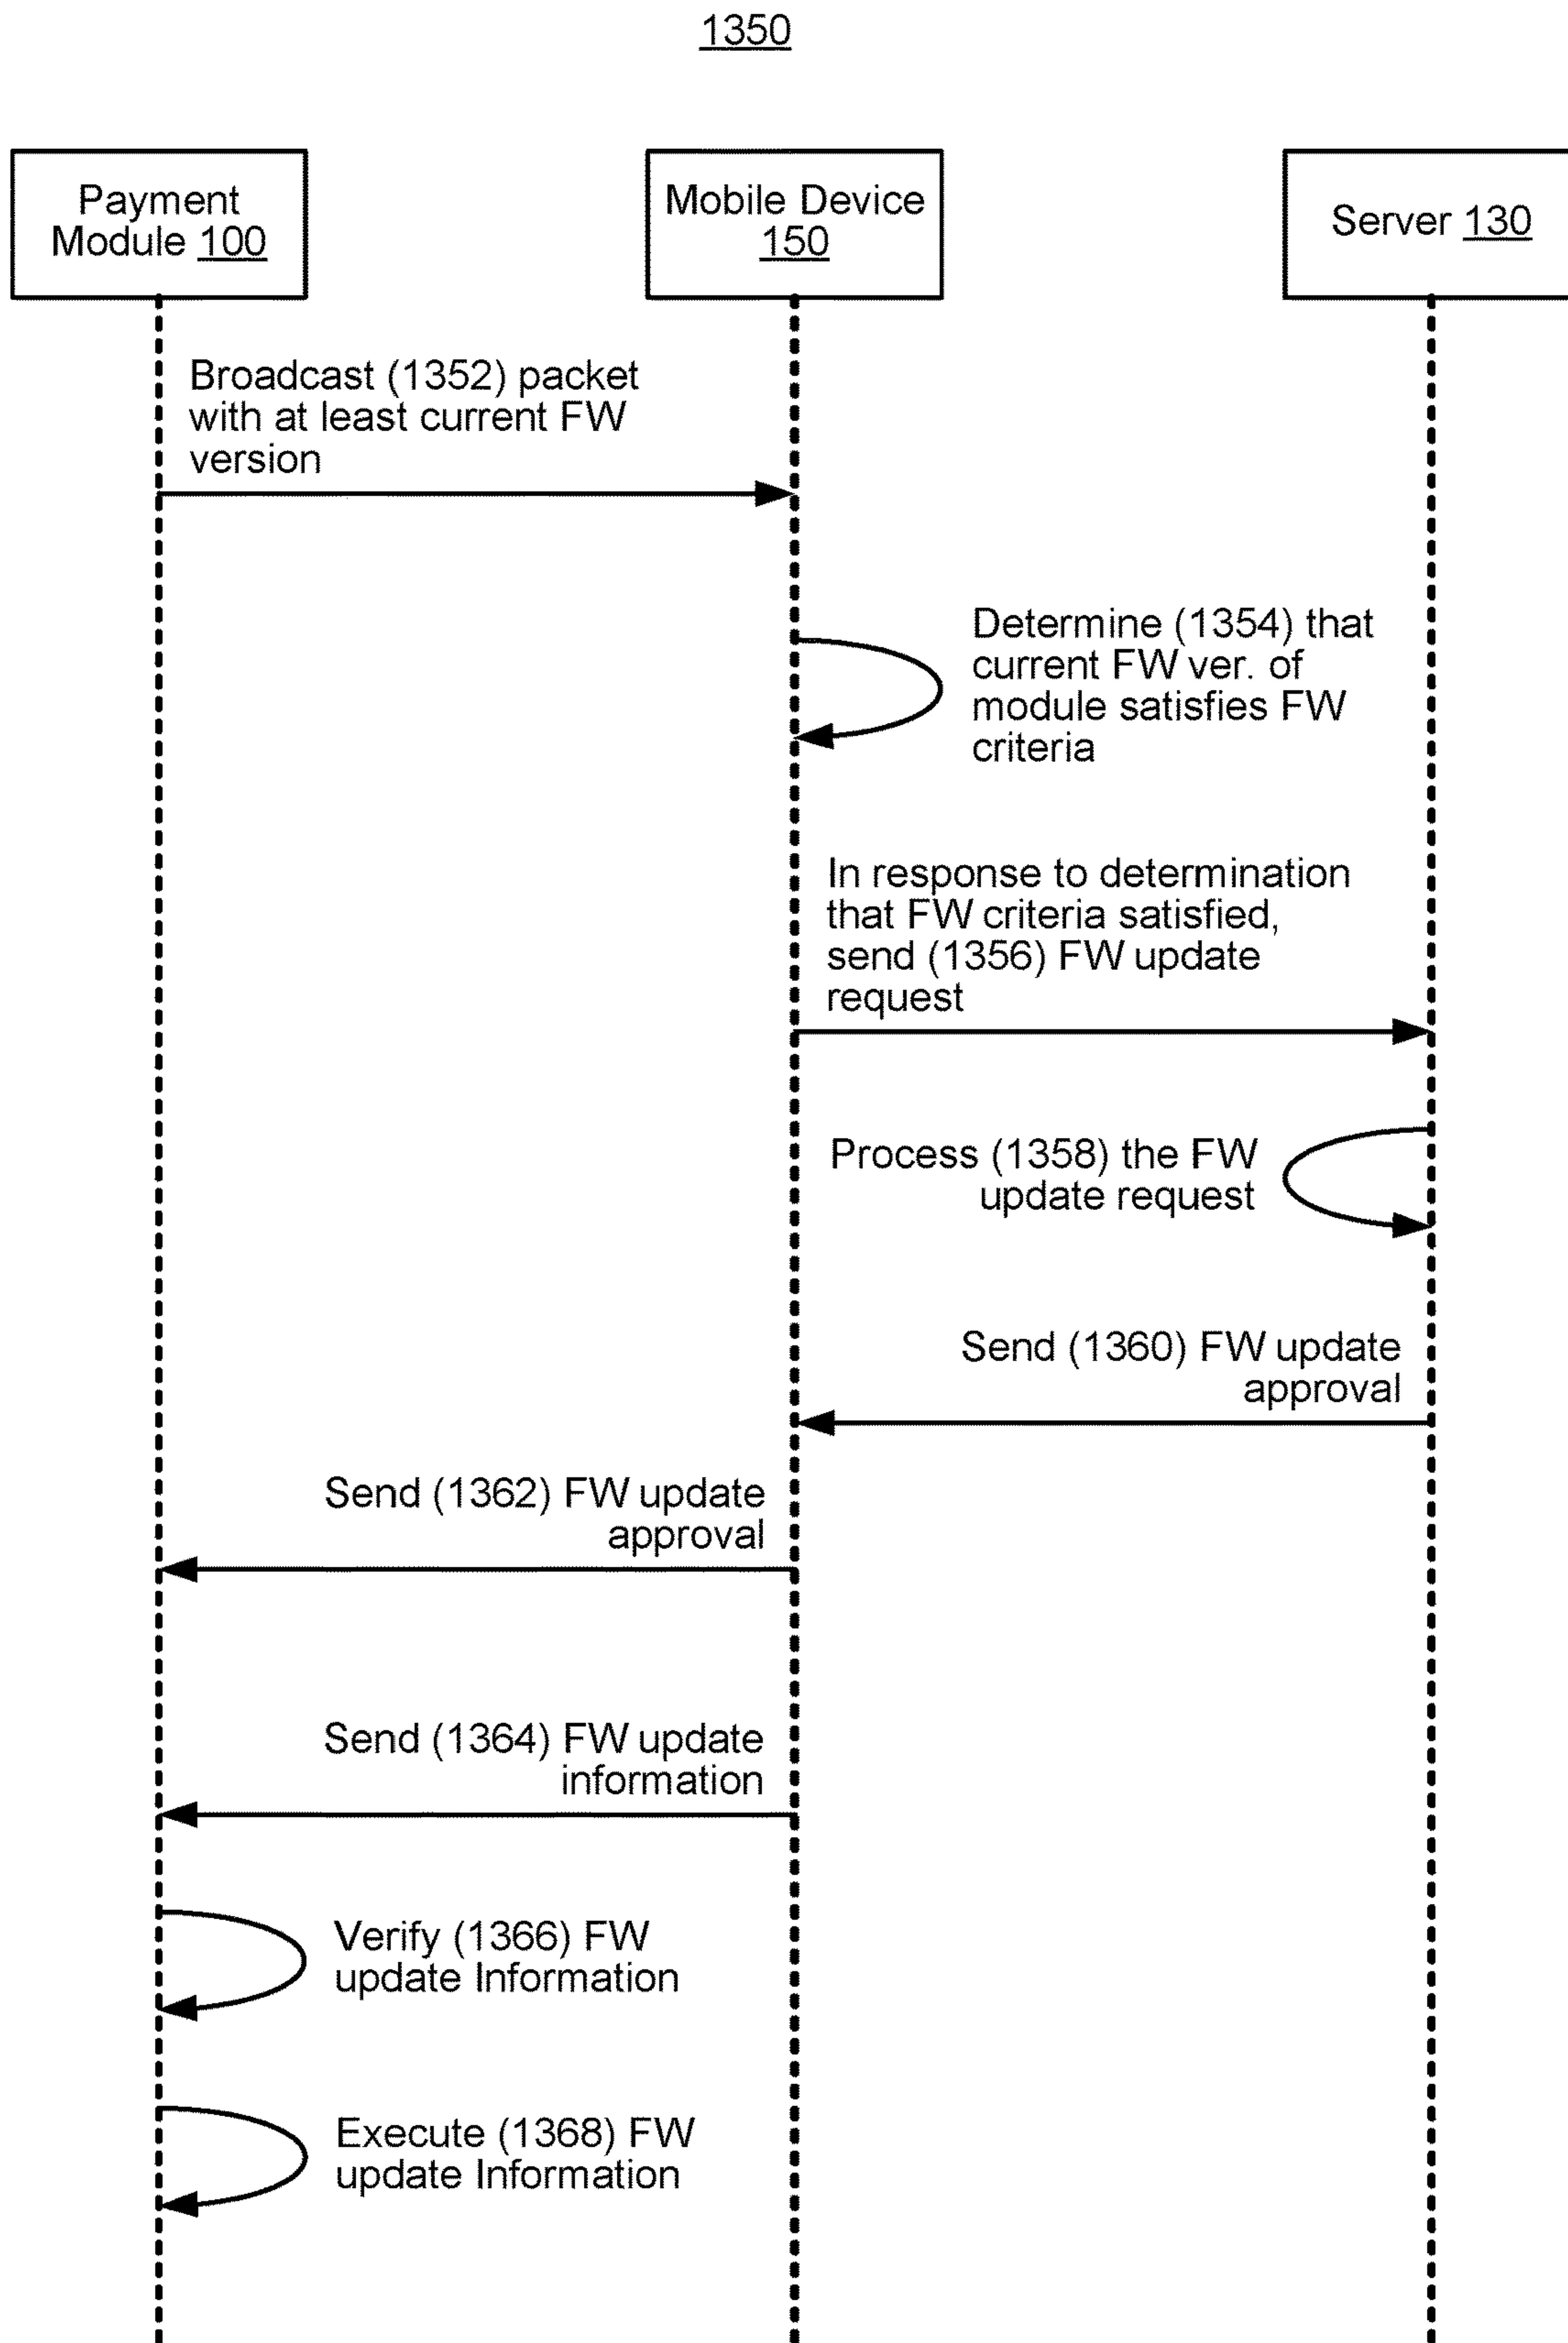 1350
Payment
Module 100
Mobile Device
150
Server 130
Broadcast (1352) packet
with at least current FW
version
Determine (1354) that
current FW ver. of
module satisfies FW
criteria
In response to determination
that FW criteria satisfied,
send (1356) FW update
request
Process (1358) the FW
update request
Send (1360) FW update
approval
Send (1362) FW update
approval
Send (1364) FW update
information
Verify (1366) FW
update Information
Execute (1368) FW
update Information